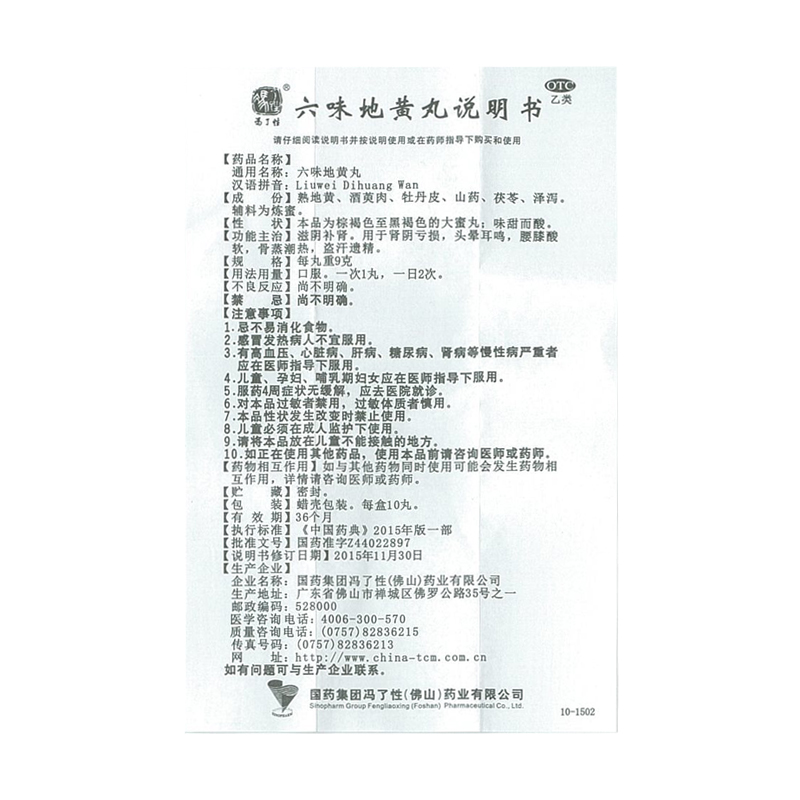 冯了性
®
六味地黄丸说明书
OTC
乙类
请仔细阅读说明书并按说明使用或在药师指导下购买和使用
【药品名称】
通用名称：六味地黄丸
汉语拼音：Liuwei Dihuang Wan
【成 份】熟地黄、酒萸肉、牡丹皮、山药、茯苓、泽泻。
辅料为炼蜜。
【性 状】本品为棕褐色至黑褐色的大蜜丸；味甜而酸。
【功能主治】滋阴补肾。用于肾阴亏损，头晕耳鸣，腰膝酸
软，骨蒸潮热，盗汗遗精。
【规 格】每丸重9克
【用法用量】口服。一次1丸，一日2次。
【不良反应】尚不明确。
【禁 忌】尚不明确。
【注意事项】
1.忌不易消化食物。
2.感冒发热病人不宜服用。
3.有高血压、心脏病、肝病、糖尿病、肾病等慢性病严重者
应在医师指导下服用。
4.儿童、孕妇、哺乳期妇女应在医师指导下服用。
5.服药4周症状无缓解，应去医院就诊。
6.对本品过敏者禁用，过敏体质者慎用。
7.本品性状发生改变时禁止使用。
8.儿童必须在成人监护下使用。
9.请将本品放在儿童不能接触的地方。
10.如正在使用其他药品，使用本品前请咨询医师或药师。
【药物相互作用】如与其他药物同时使用可能会发生药物相
互作用，详情请咨询医师或药师。
【贮 藏】密封。
【包 装】蜡壳包装。每盒10丸。
【有 效 期】36个月
【执行标准】《中国药典》2015年版一部
【批准文号】国药准字Z44022897
【说明书修订日期】2015年11月30日
【生产企业】
企业名称：国药集团冯了性(佛山)药业有限公司
生产地址：广东省佛山市禅城区佛罗公路35号之一
邮政编码：528000
医学咨询电话：4006-300-570
质量咨询电话：(0757)82836215
传真号码：(0757)82836213
网 址：http://www.china-tcm.com.cn
如有问题可与生产企业联系。
国药集团冯了性(佛山)药业有限公司
Sinopharm Group Fengliaoxing (Foshan) Pharmaceutical Co., Ltd.
10-1502